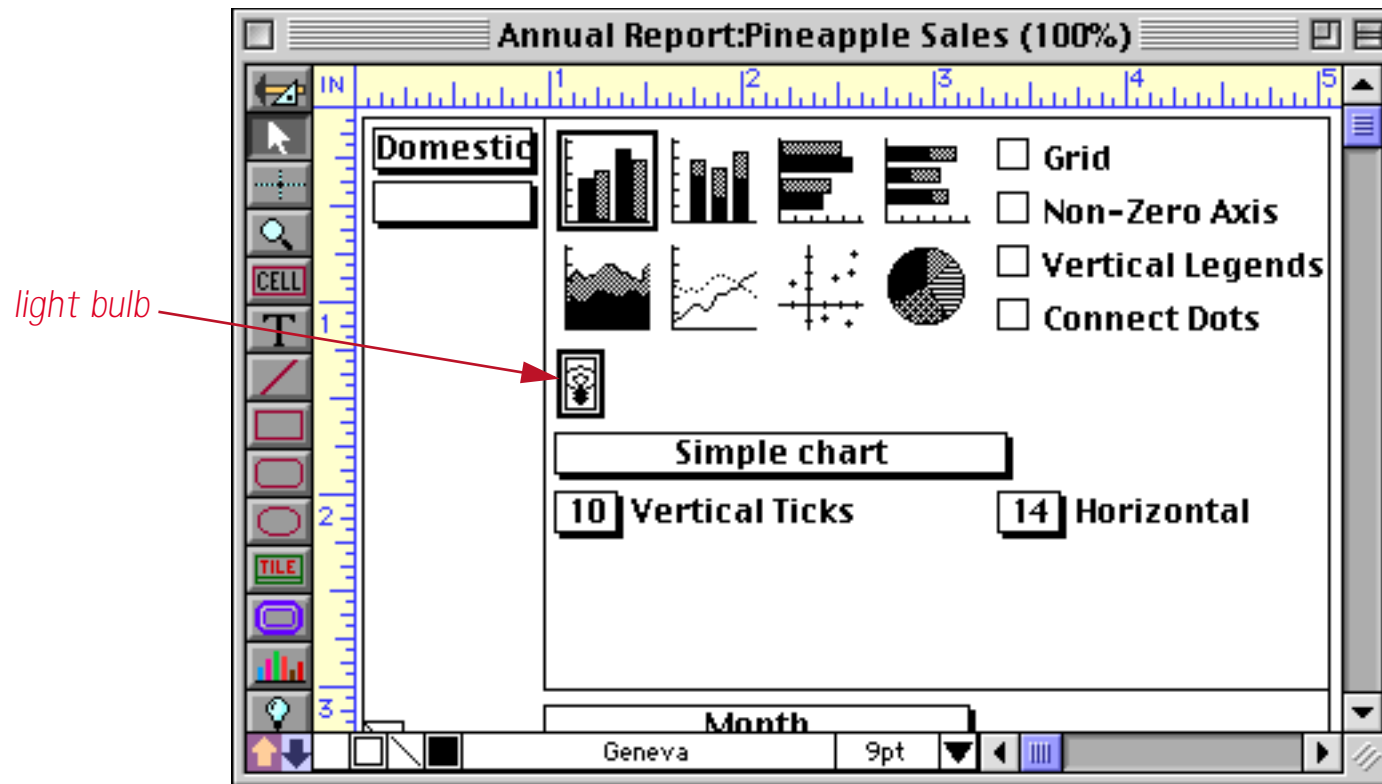 Annual Report:Pineapple Sales (100%)
IN 1 2 3 4 5
Domestic
Grid
Non-Zero Axis
CELL
Vertical Legends
light bulb
T
1
Connect Dots
Simple chart
10 Vertical Ticks 14 Horizontal
2
TILE
3
Month
Geneva 9pt